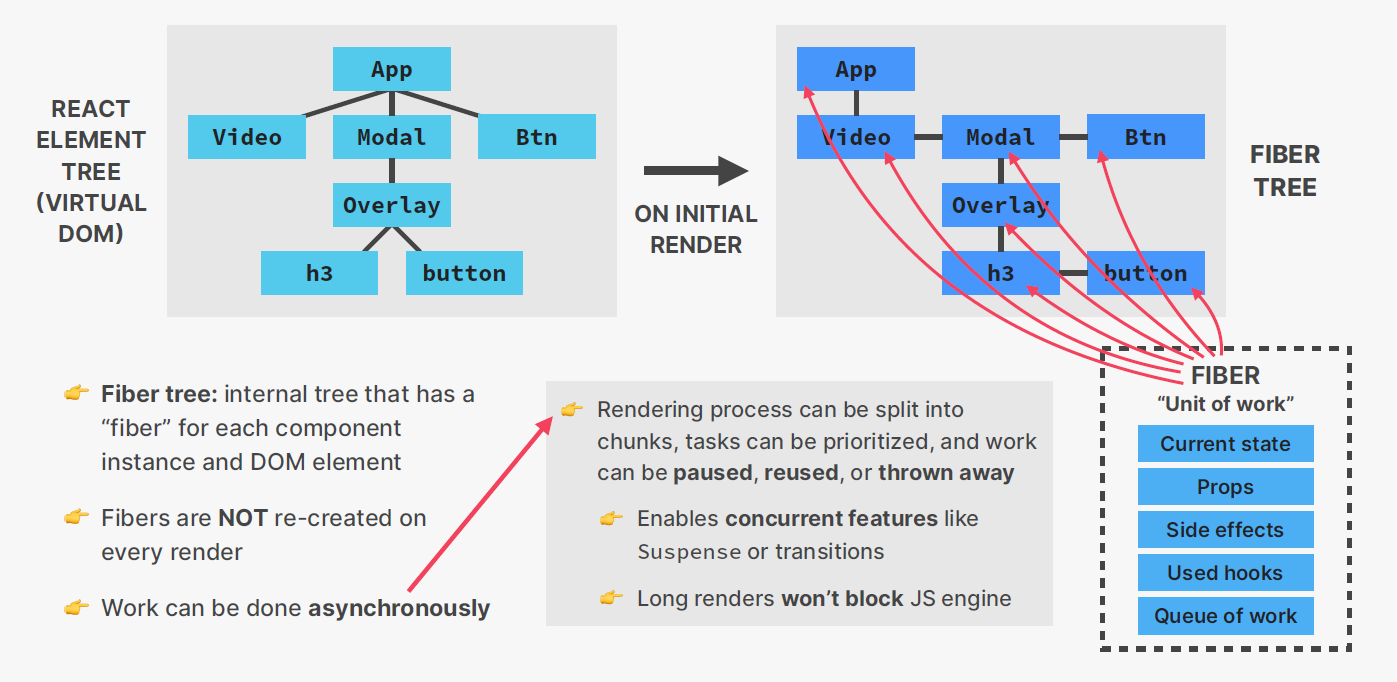 REACT
ELEMENT
TREE
(VIRTUAL
DOM)
App
Video
Modal
Btn
Overlay
h3
button
ON INITIAL
RENDER
App
Video
Modal
Btn
Overlay
h3
button
FIBER
TREE
👉 Fiber tree: internal tree that has a
“fiber” for each component
instance and DOM element
👉 Fibers are NOT re-created on
every render
👉 Work can be done asynchronously
👉 Rendering process can be split into
chunks, tasks can be prioritized, and work
can be paused, reused, or thrown away
👉 Enables concurrent features like
Suspense or transitions
👉 Long renders won’t block JS engine
FIBER
“Unit of work”
Current state
Props
Side effects
Used hooks
Queue of work